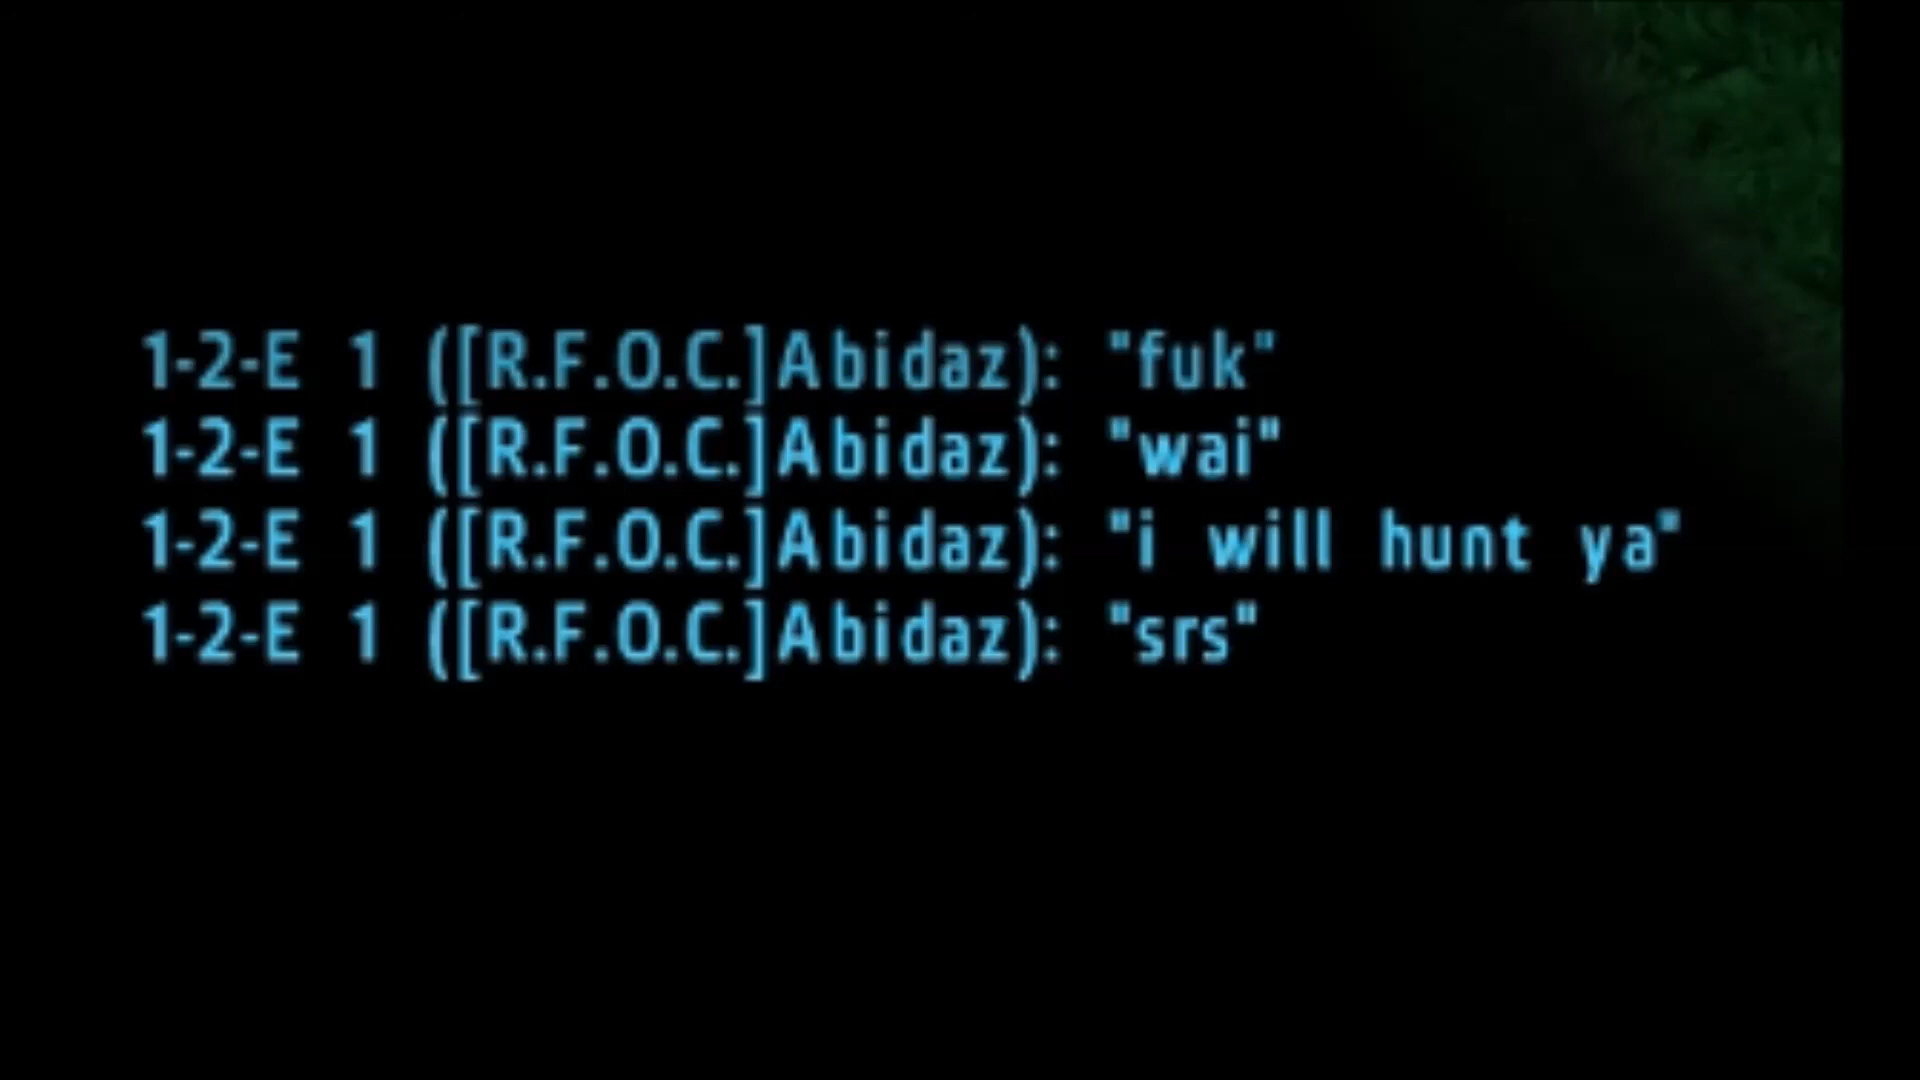 1-2-E 1 ([R.F.O.C.]Abidaz): "fuk"
1-2-E 1 ([R.F.O.C.]Abidaz): "wai"
1-2-E 1 ([R.F.O.C.]Abidaz): "i will hunt ya"
1-2-E 1 ([R.F.O.C.]Abidaz): "srs"